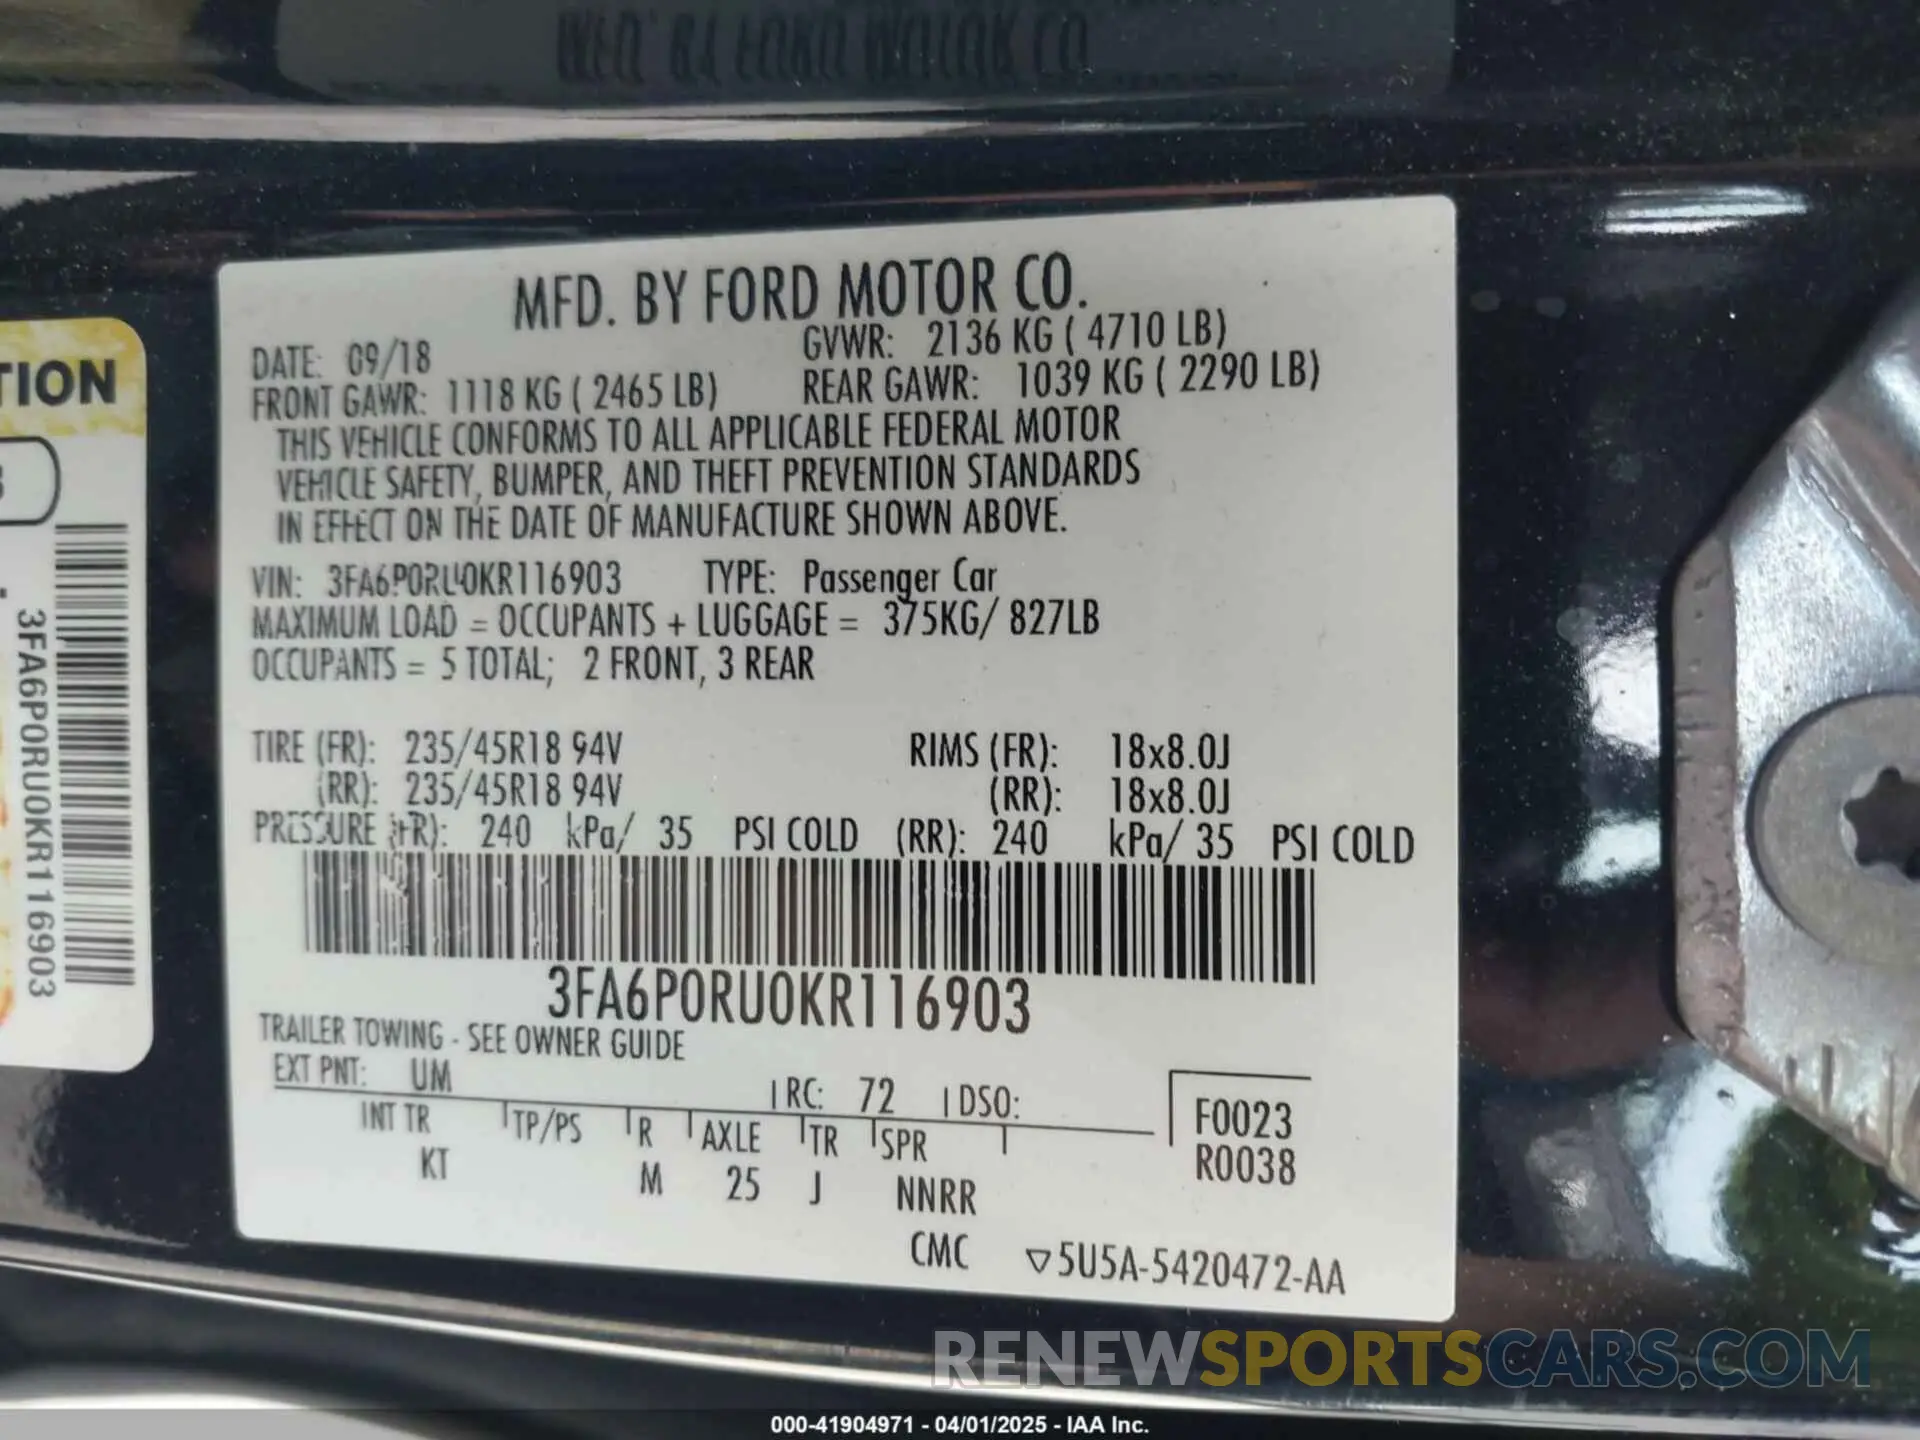 MFD. BY FORD MOTOR CO.
DATE: 09/18
GVWR: 2136 KG ( 4710 LB)
FRONT GAWR: 1118 KG ( 2465 LB)
REAR GAWR: 1039 KG ( 2290 LB)
THIS VEHICLE CONFORMS TO ALL APPLICABLE FEDERAL MOTOR
VEHICLE SAFETY, BUMPER, AND THEFT PREVENTION STANDARDS
IN EFFECT ON THE DATE OF MANUFACTURE SHOWN ABOVE.
VIN: 3FA6P0RU0KR116903 TYPE: Passenger Car
MAXIMUM LOAD = OCCUPANTS + LUGGAGE = 375KG/ 827LB
OCCUPANTS = 5 TOTAL; 2 FRONT, 3 REAR
TIRE (FR): 235/45R18 94V RIMS (FR): 18x8.0J
(RR): 235/45R18 94V (RR): 18x8.0J
PRESSURE (FR): 240 kPa/ 35 PSI COLD (RR): 240 kPa/ 35 PSI COLD
3FA6P0RU0KR116903
TRAILER TOWING - SEE OWNER GUIDE
EXT PNT: UM RC: 72 DSO:
INT TR TP/PS R AXLE TR SPR
KT M 25 J NNRR
F0023
R0038
CMC ▽5U5A-5420472-AA
TION
3FA6P0RU0KR116903
RENEWSPORTSCARS.COM
000-41904971 - 04/01/2025 - IAA Inc.